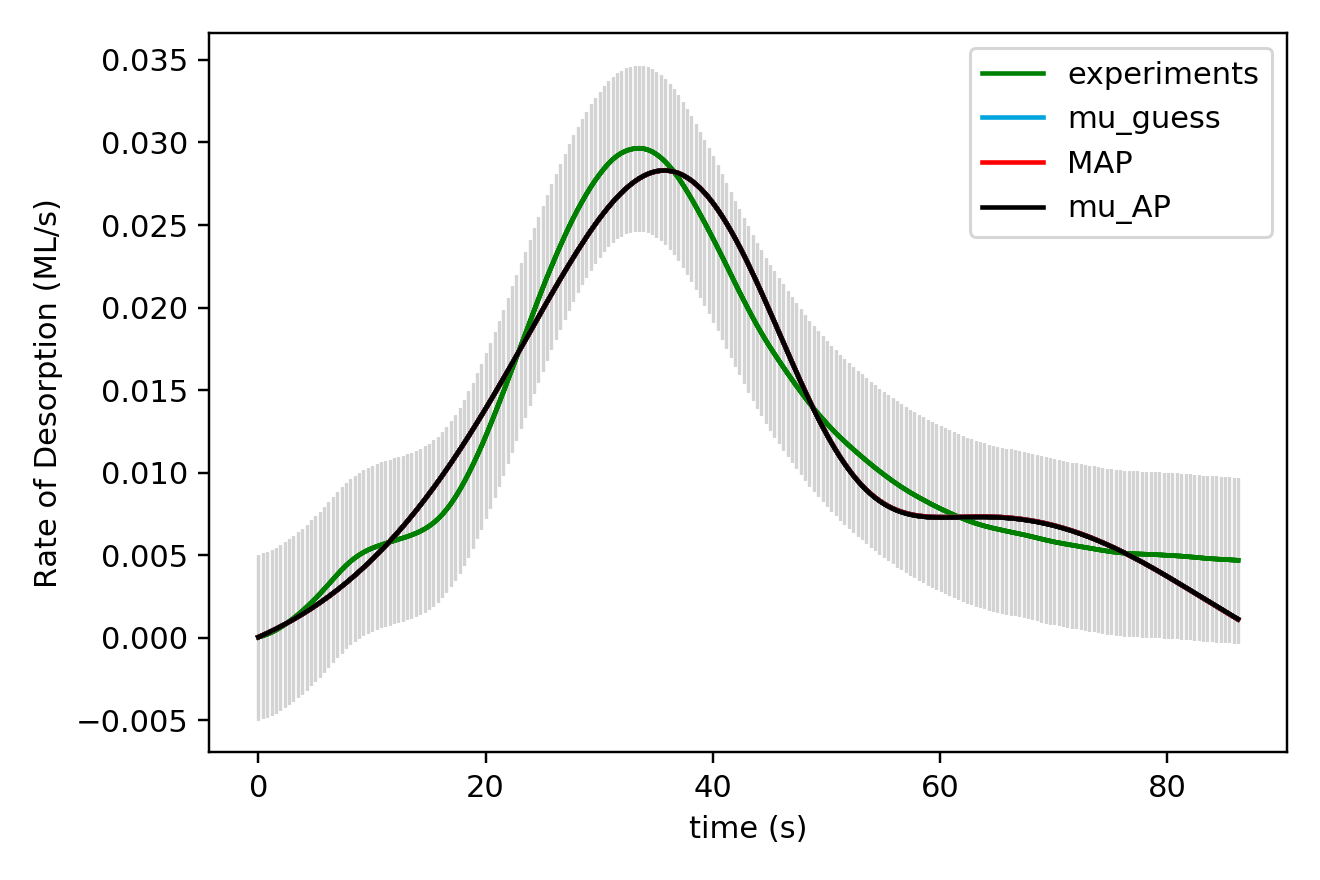 0.035
0.030
0.025
0.020
0.015
0.010
0.005
0.000
−0.005
Rate of Desorption (ML/s)
experiments
mu_guess
MAP
mu_AP
0 20 40 60 80
time (s)